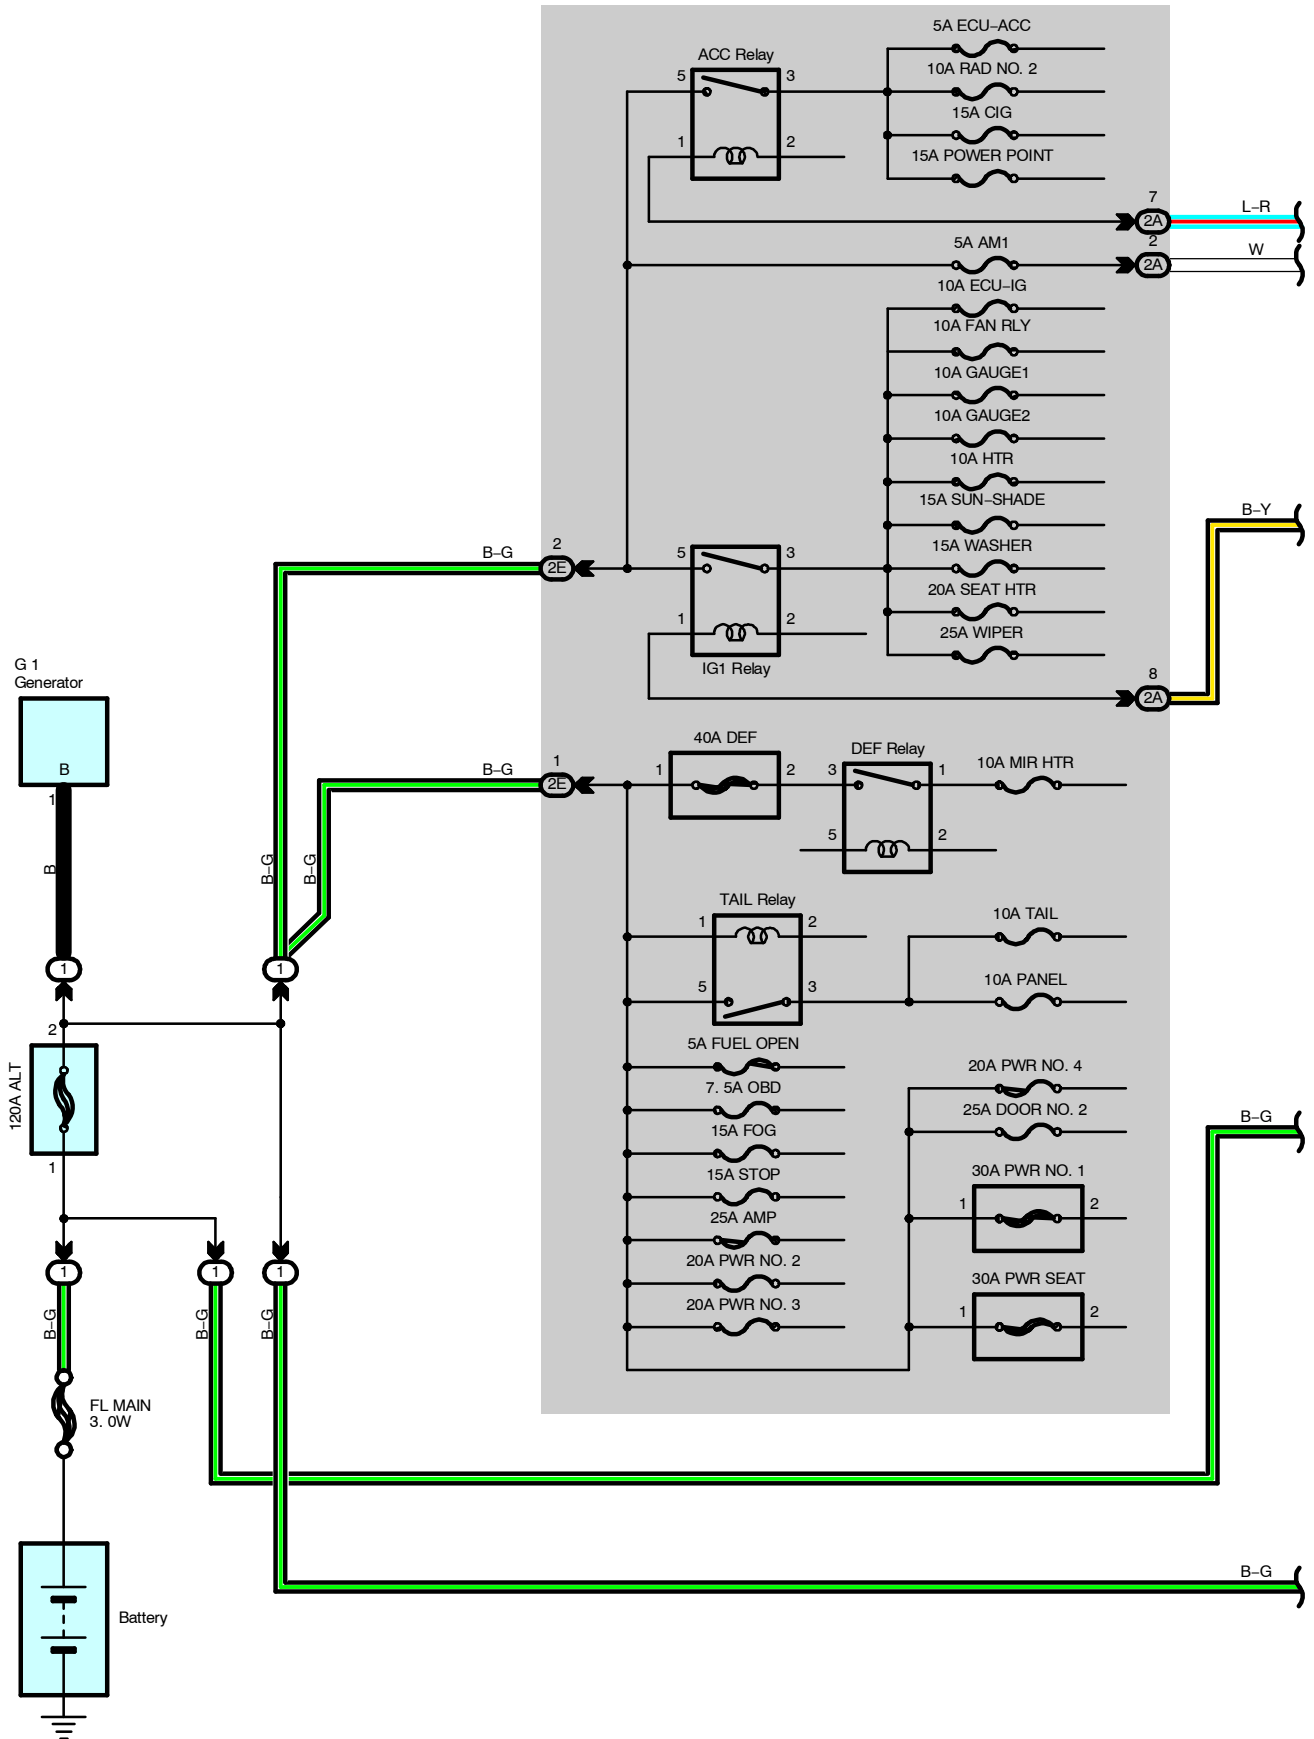 5A ECU–ACC
ACC Relay
10A RAD NO. 2
5
3
15A CIG
1
2
15A POWER POINT
7
2A
L–R
5A AM1
2
2A
W
10A ECU–IG
10A FAN RLY
10A GAUGE1
10A GAUGE2
10A HTR
15A SUN–SHADE
B–Y
B–G
2
2E
5
3
15A WASHER
20A SEAT HTR
1
2
25A WIPER
IG1 Relay
8
2A
G 1
Generator
B
1
B
40A DEF
DEF Relay
B–G
1
2E
1
2
3
1
10A MIR HTR
5
2
B–G
B–G
TAIL Relay
1
2
10A TAIL
1
1
5
3
10A PANEL
2
120A ALT
1
5A FUEL OPEN
7. 5A OBD
15A FOG
15A STOP
25A AMP
20A PWR NO. 2
20A PWR NO. 3
20A PWR NO. 4
25A DOOR NO. 2
30A PWR NO. 1
1
2
30A PWR SEAT
1
2
B–G
1
1
1
B–G
B–G
B–G
FL MAIN
3. 0W
B–G
Battery